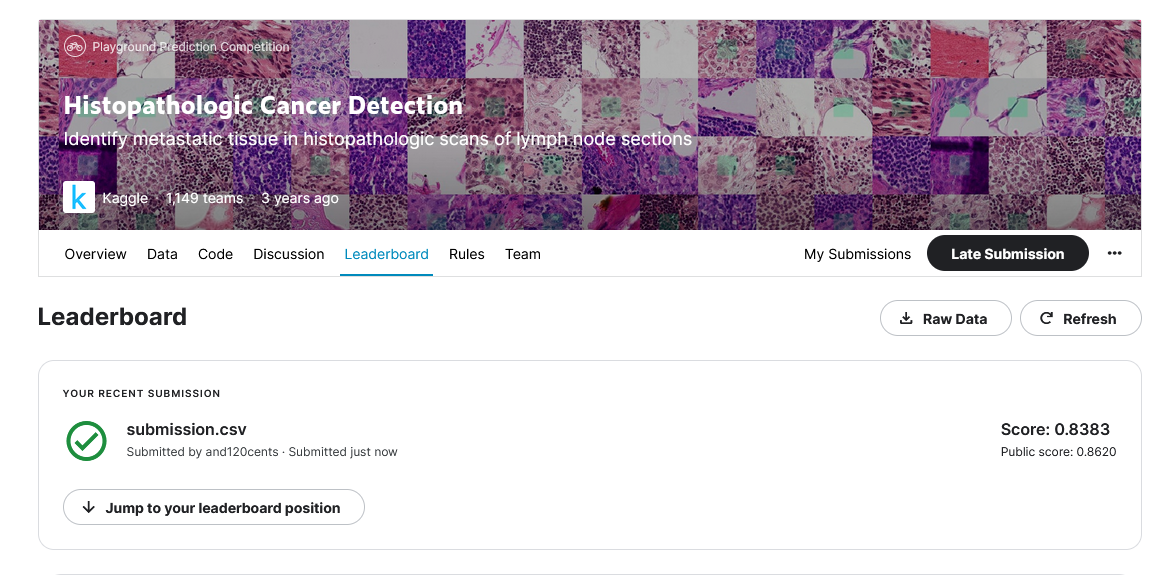 Playground Prediction Competition
Histopathologic Cancer Detection
Identify metastatic tissue in histopathologic scans of lymph node sections
k Kaggle · 1,149 teams · 3 years ago
Overview Data Code Discussion Leaderboard Rules Team My Submissions Late Submission
Leaderboard Raw Data Refresh
YOUR RECENT SUBMISSION
submission.csv Score: 0.8383
Submitted by and120cents · Submitted just now Public score: 0.8620
Jump to your leaderboard position